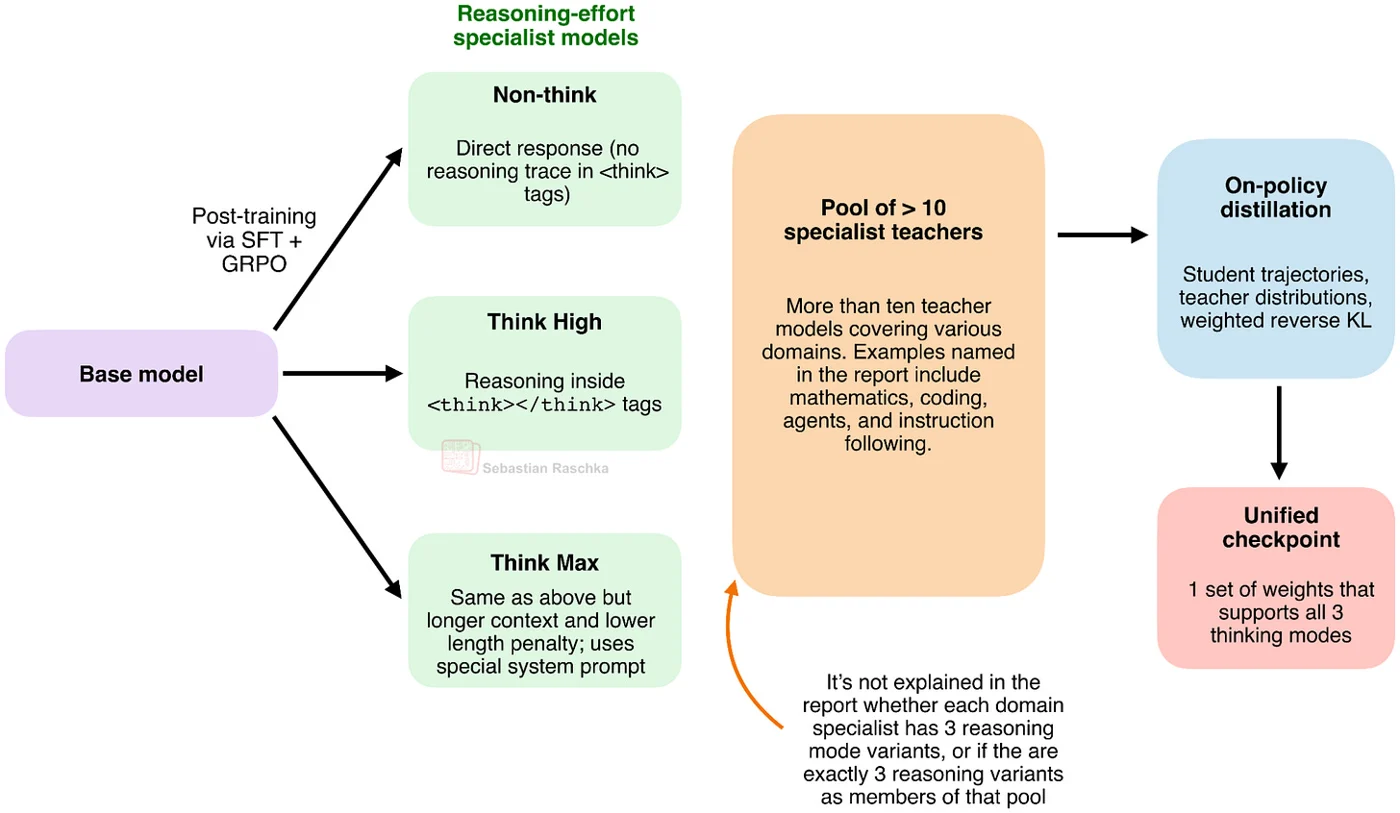 Reasoning-effort
specialist models
Non-think
Direct response (no
reasoning trace in <think>
tags)
Post-training
via SFT +
GRPO
Base model
Think High
Reasoning inside
<think></think> tags
Sebastian Raschka
Think Max
Same as above but
longer context and lower
length penalty; uses
special system prompt
Pool of > 10
specialist teachers
More than ten teacher
models covering various
domains. Examples named
in the report include
mathematics, coding,
agents, and instruction
following.
It's not explained in the
report whether each domain
specialist has 3 reasoning
mode variants, or if the are
exactly 3 reasoning variants
as members of that pool
On-policy
distillation
Student trajectories,
teacher distributions,
weighted reverse KL
Unified
checkpoint
1 set of weights that
supports all 3
thinking modes